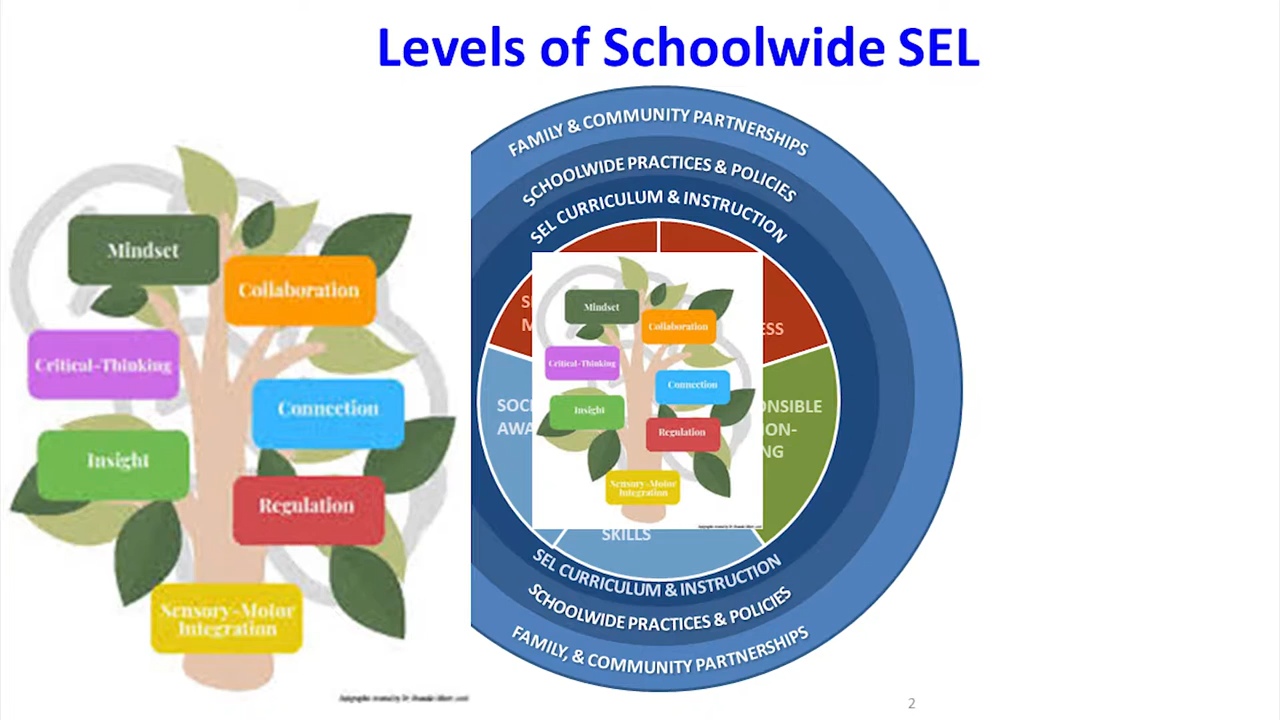 Levels of Schoolwide SEL
FAMILY & COMMUNITY PARTNERSHIPS
SCHOOLWIDE PRACTICES & POLICIES
SEL CURRICULUM & INSTRUCTION
Mindset
Collaboration
Critical-Thinking
Connection
Insight
Regulation
Sensory-Motor
Integration
Mindset
Collaboration
Critical-Thinking
Connection
Insight
Regulation
Sensory-Motor
Integration
SKILLS
SEL CURRICULUM & INSTRUCTION
SCHOOLWIDE PRACTICES & POLICIES
FAMILY, & COMMUNITY PARTNERSHIPS
2